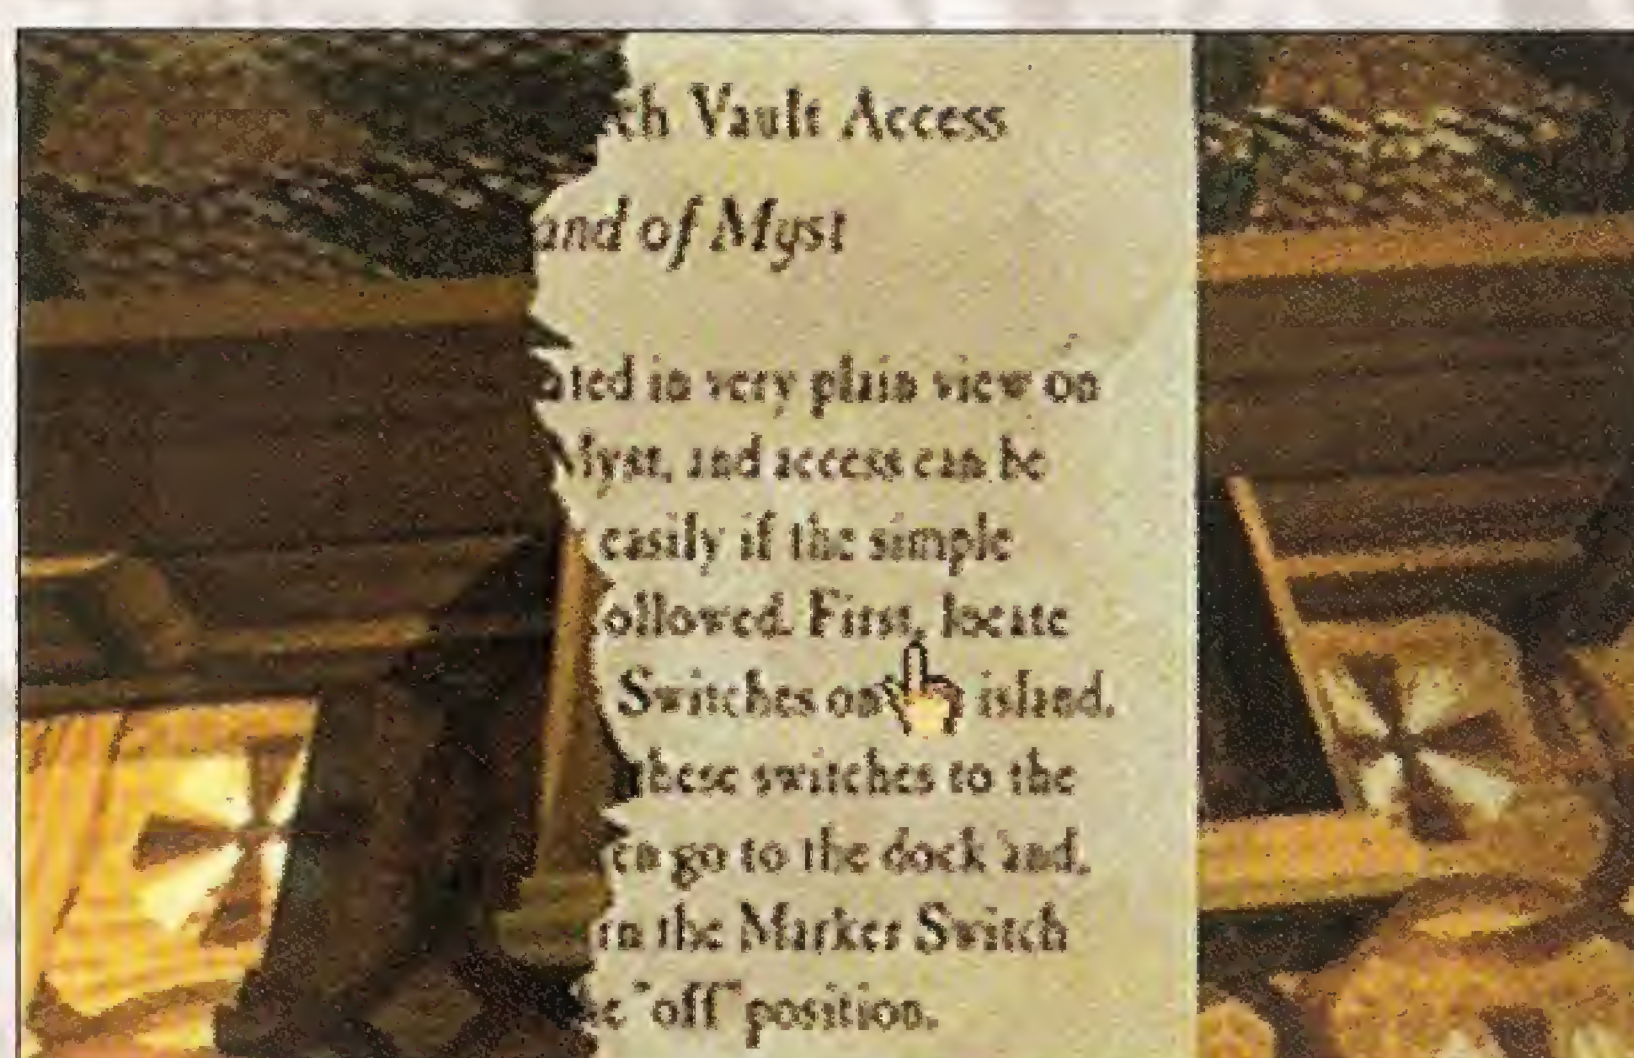 ch Vault Access
and of Myst
ated in very plain view on
Myst, and access can be
easily if the simple
ollowed. First, locate
Switches on island.
these switches to the
en go to the dock and,
rn the Marker Switch
"off" position.